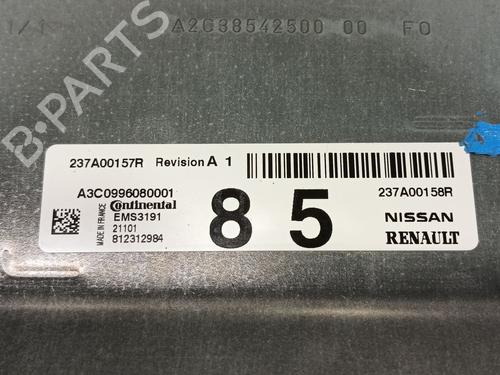 A2C38542500 00 F0
237A00157R Revision A 1
A3C0996080001
Continental
EMS3191
21101
812312984
MADE IN FRANCE
8 5
237A00158R
NISSAN
RENAULT
B-PARTS